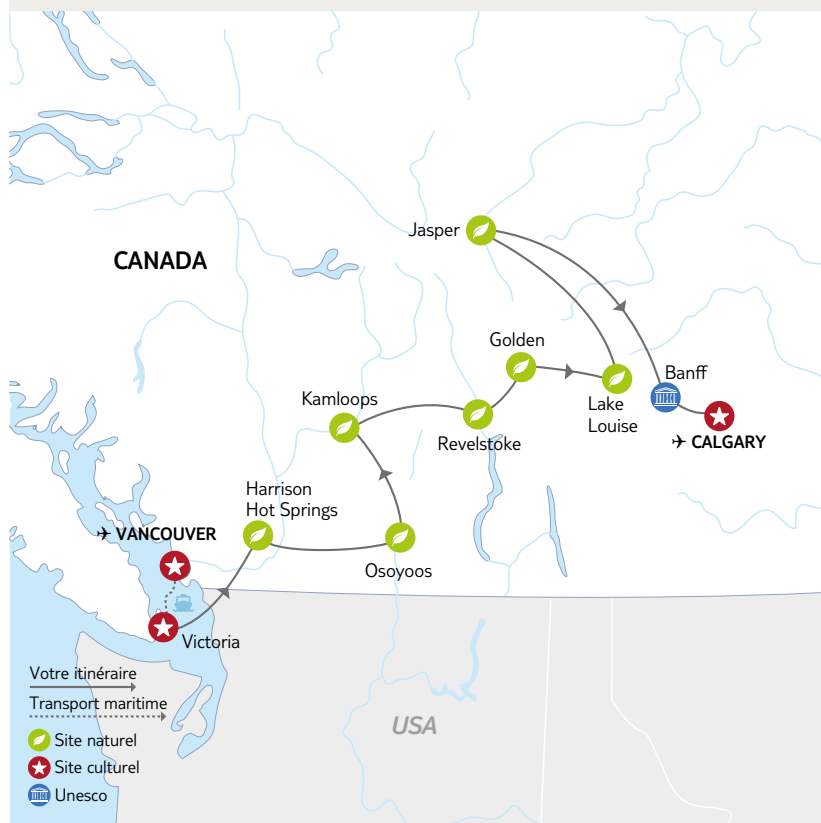 Jasper
CANADA
Golden
Banff
Kamloops
Lake
Louise
Revelstoke
CALGARY
Harrison
Hot Springs
VANCOUVER
Osoyoos
Victoria
Votre itinéraire
Transport maritime
USA
Site naturel
Site culturel
Unesco